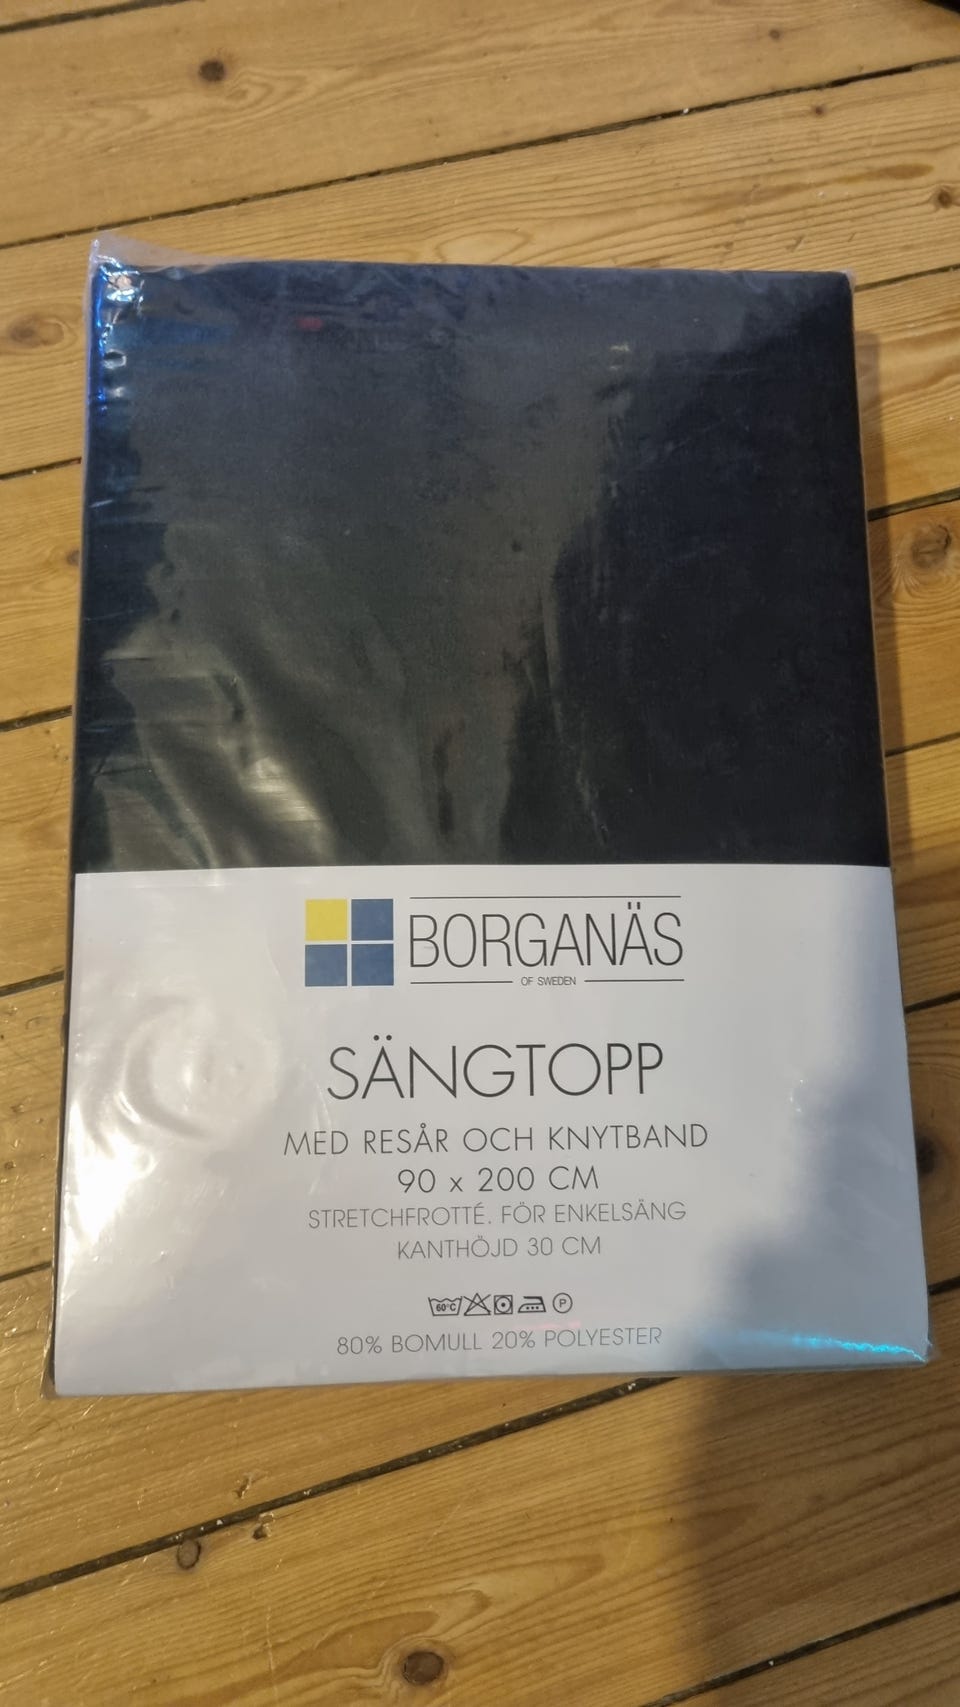 BORGANÄS
OF SWEDEN
SÄNGTOPP
MED RESÅR OCH KNYTBAND
90 x 200 CM
STRETCHFROTTÉ. FÖR ENKELSÄNG
KANTHÖJD 30 CM
60°C P
80% BOMULL 20% POLYESTER